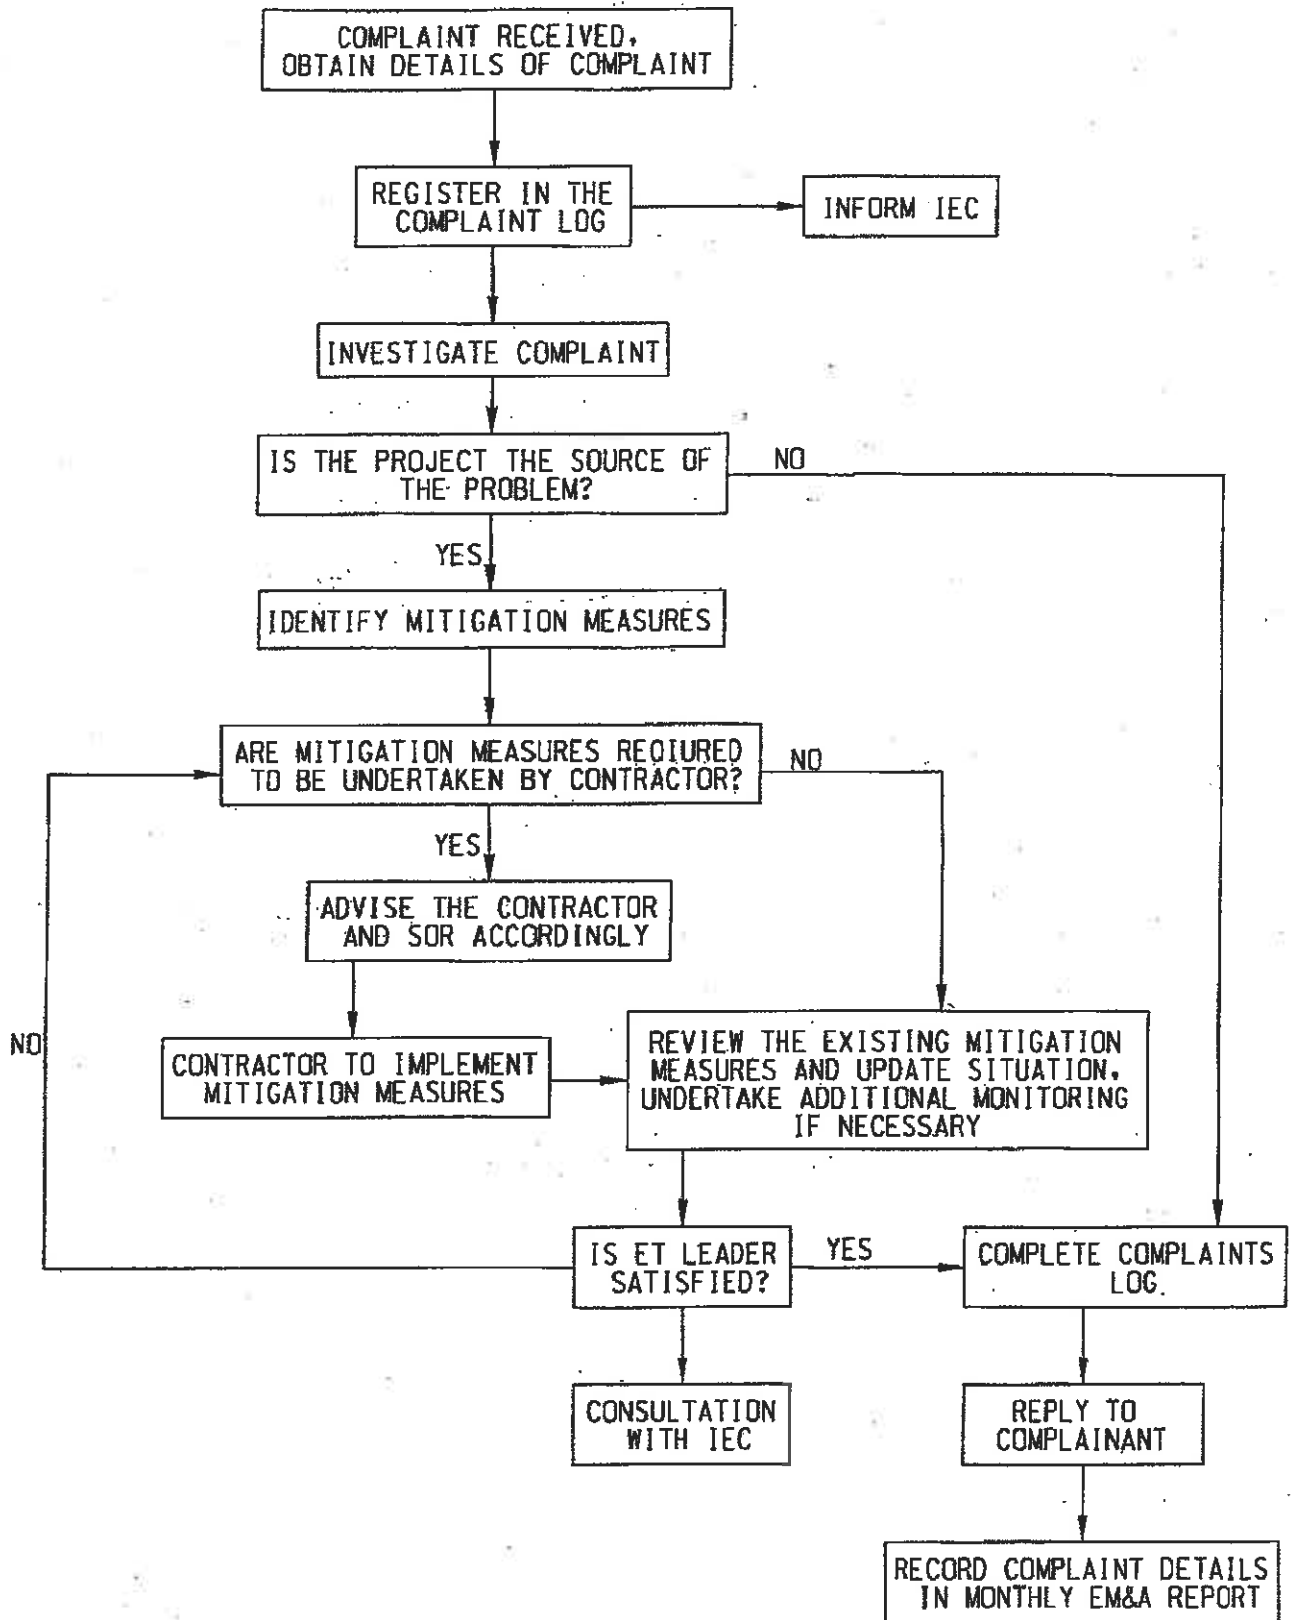 COMPLAINT RECEIVED,
OBTAIN DETAILS OF COMPLAINT
REGISTER IN THE
COMPLAINT LOG
INFORM IEC
INVESTIGATE COMPLAINT
IS THE PROJECT THE SOURCE OF
THE PROBLEM?
NO
YES
IDENTIFY MITIGATION MEASURES
ARE MITIGATION MEASURES REQIURED
TO BE UNDERTAKEN BY CONTRACTOR?
NO
YES
ADVISE THE CONTRACTOR
AND SOR ACCORDINGLY
NO
CONTRACTOR TO IMPLEMENT
MITIGATION MEASURES
REVIEW THE EXISTING MITIGATION
MEASURES AND UPDATE SITUATION,
UNDERTAKE ADDITIONAL MONITORING
IF NECESSARY
IS ET LEADER
SATISFIED?
YES
COMPLETE COMPLAINTS
LOG.
CONSULTATION
WITH IEC
REPLY TO
COMPLAINANT
RECORD COMPLAINT DETAILS
IN MONTHLY EM&A REPORT